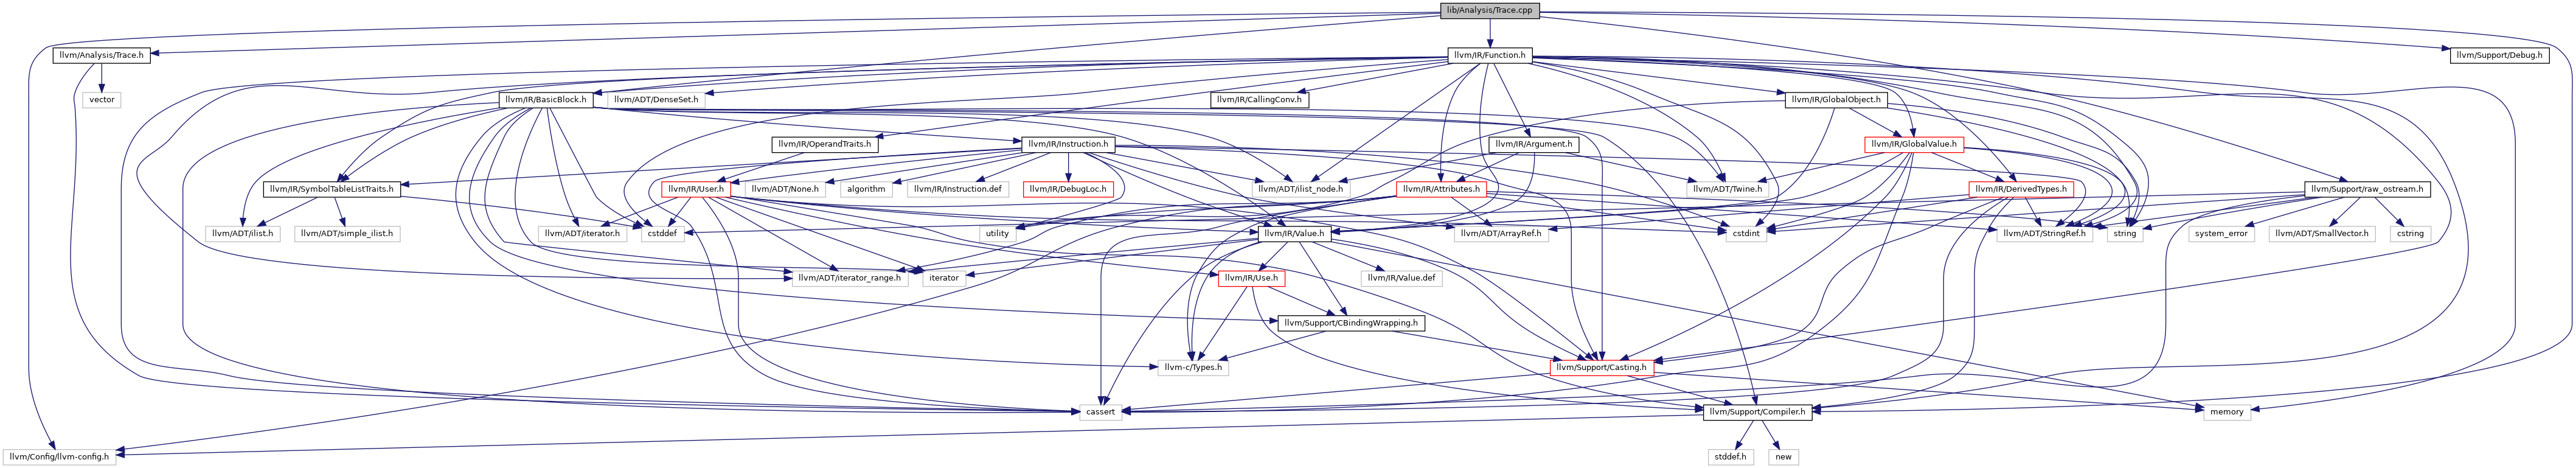 lib/Analysis/Trace.cpp
llvm/Analysis/Trace.h
llvm/IR/Function.h
llvm/Support/Debug.h
vector
llvm/IR/BasicBlock.h
llvm/ADT/DenseSet.h
llvm/IR/CallingConv.h
llvm/IR/GlobalObject.h
llvm/IR/OperandTraits.h
llvm/IR/Instruction.h
llvm/IR/Argument.h
llvm/IR/GlobalValue.h
llvm/IR/SymbolTableListTraits.h
llvm/IR/User.h
llvm/ADT/None.h
algorithm
llvm/IR/Instruction.def
llvm/IR/DebugLoc.h
llvm/ADT/ilist_node.h
llvm/IR/Attributes.h
llvm/ADT/Twine.h
llvm/IR/DerivedTypes.h
llvm/Support/raw_ostream.h
llvm/ADT/ilist.h
llvm/ADT/simple_ilist.h
llvm/ADT/iterator.h
cstddef
utility
llvm/IR/Value.h
llvm/ADT/ArrayRef.h
cstdint
llvm/ADT/StringRef.h
string
system_error
llvm/ADT/SmallVector.h
cstring
llvm/ADT/iterator_range.h
iterator
llvm/IR/Use.h
llvm/IR/Value.def
llvm/Support/CBindingWrapping.h
llvm-c/Types.h
llvm/Support/Casting.h
cassert
llvm/Support/Compiler.h
memory
llvm/Config/llvm-config.h
stddef.h
new